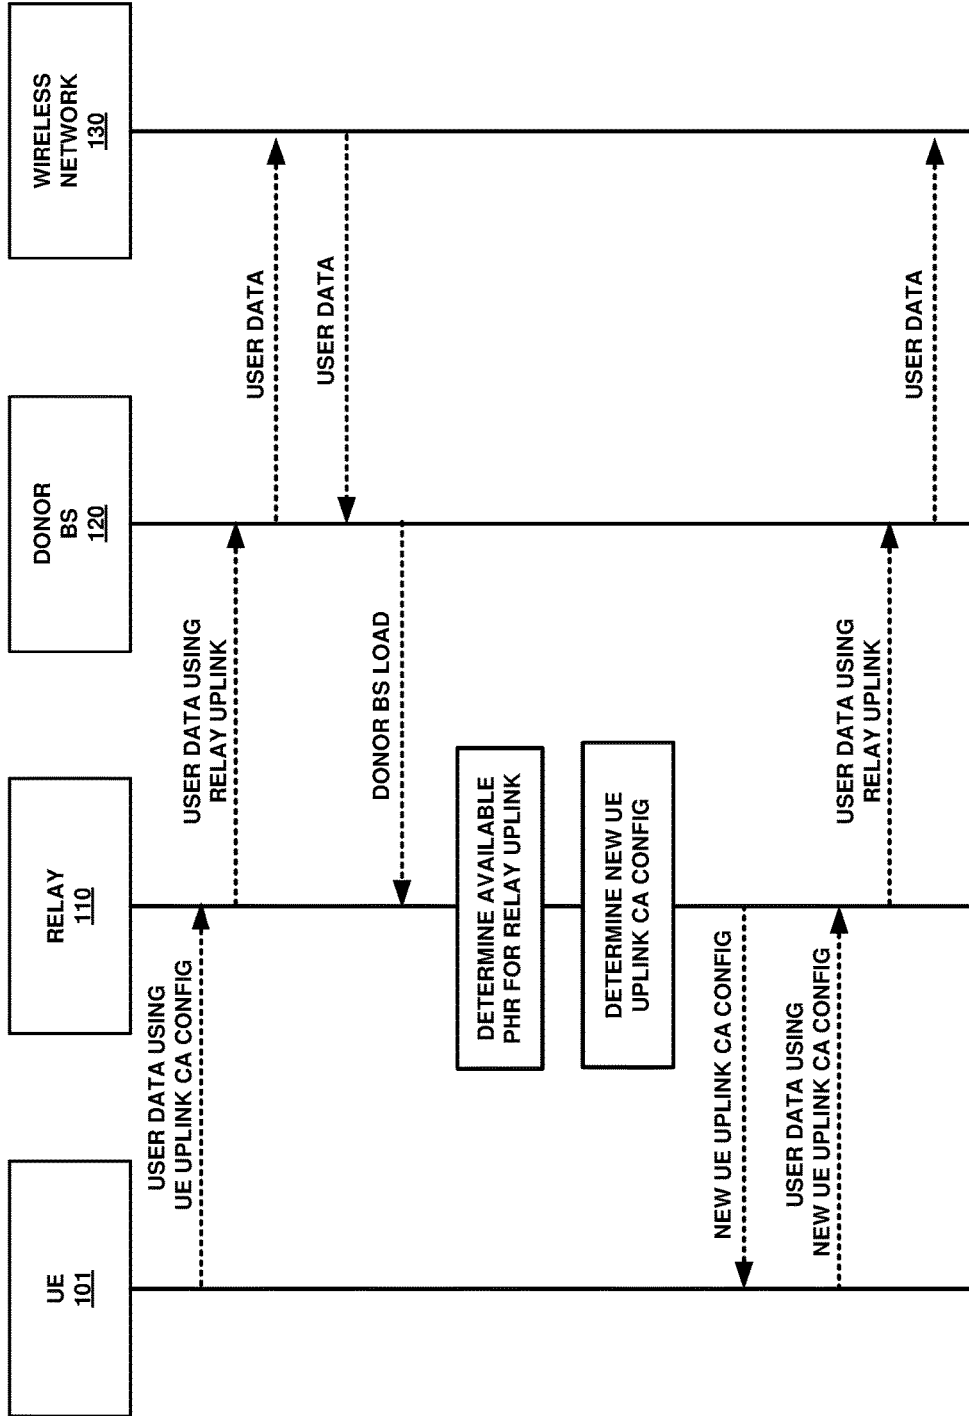 UE
101
RELAY
110
DONOR
BS
120
WIRELESS
NETWORK
130
USER DATA USING
UE UPLINK CA CONFIG
USER DATA USING
RELAY UPLINK
USER DATA
USER DATA
DONOR BS LOAD
DETERMINE AVAILABLE
PHR FOR RELAY UPLINK
DETERMINE NEW UE
UPLINK CA CONFIG
NEW UE UPLINK CA CONFIG
USER DATA USING
NEW UE UPLINK CA CONFIG
USER DATA USING
RELAY UPLINK
USER DATA